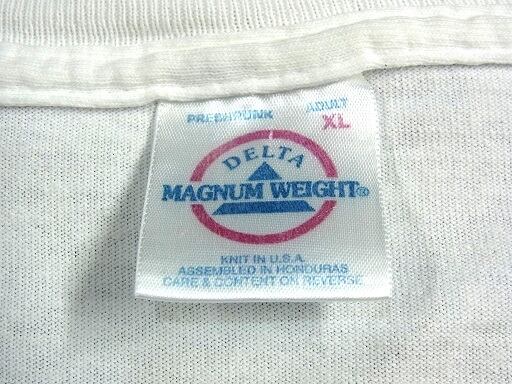 PRESHRUNK ADULT
XL
DELTA
MAGNUM WEIGHT®
KNIT IN U.S.A.
ASSEMBLED IN HONDURAS
CARE & CONTENT ON REVERSE